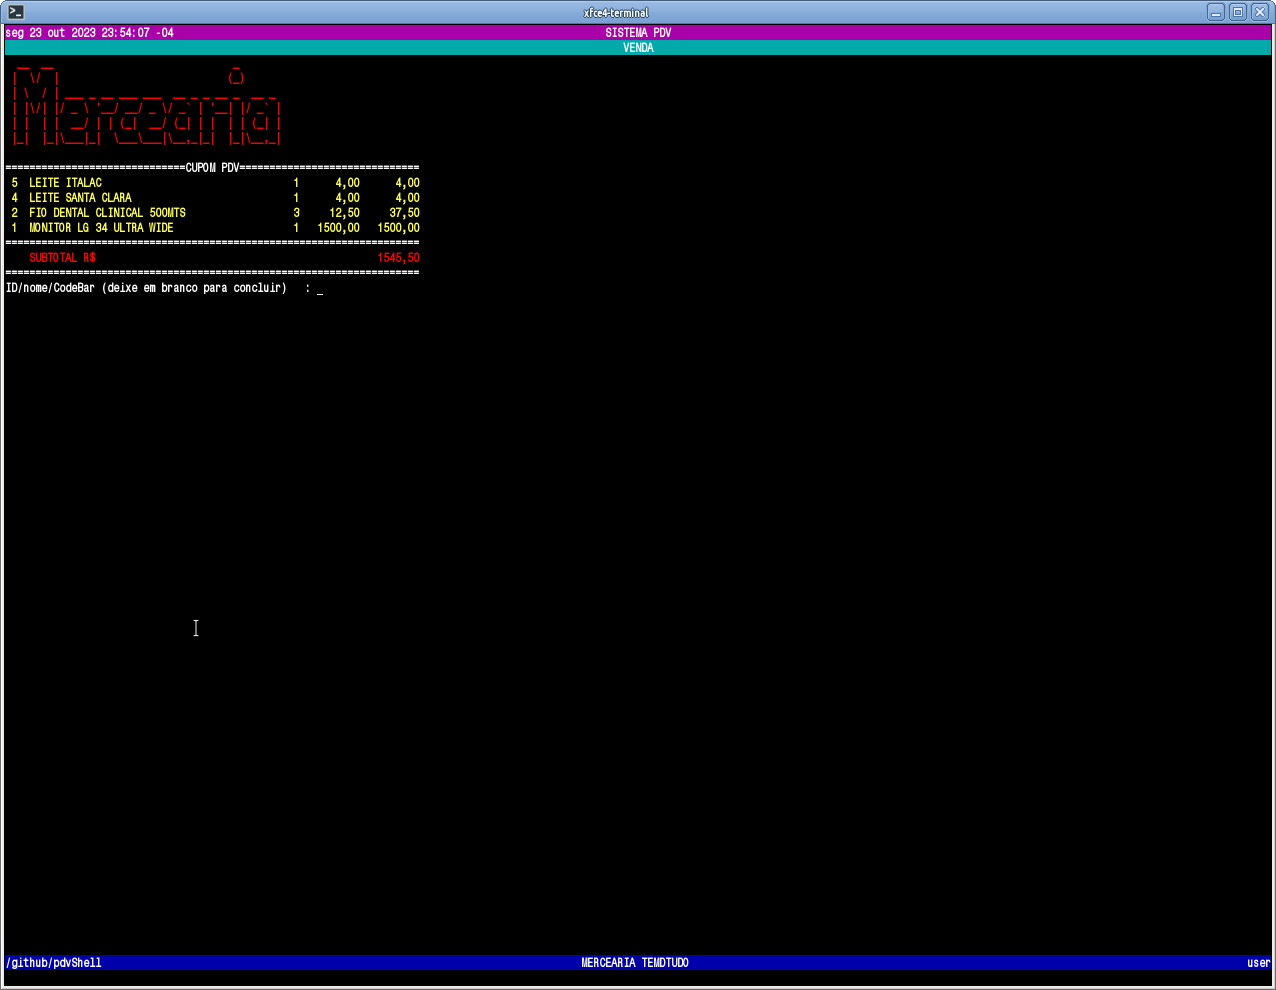 xfce4-terminal
seg 23 out 2023 23:54:07 -04 SISTEMA PDV
VENDA
Mercearia
==============================CUPOM PDV==============================
5 LEITE ITALAC 1 4,00 4,00
4 LEITE SANTA CLARA 1 4,00 4,00
2 FIO DENTAL CLINICAL 500MTS 3 12,50 37,50
1 MONITOR LG 34 ULTRA WIDE 1 1500,00 1500,00
=====================================================================
SUBTOTAL R$ 1545,50
=====================================================================
ID/nome/CodeBar (deixe em branco para concluir) : _
/github/pdvShell MERCEARIA TEMDTUDO user